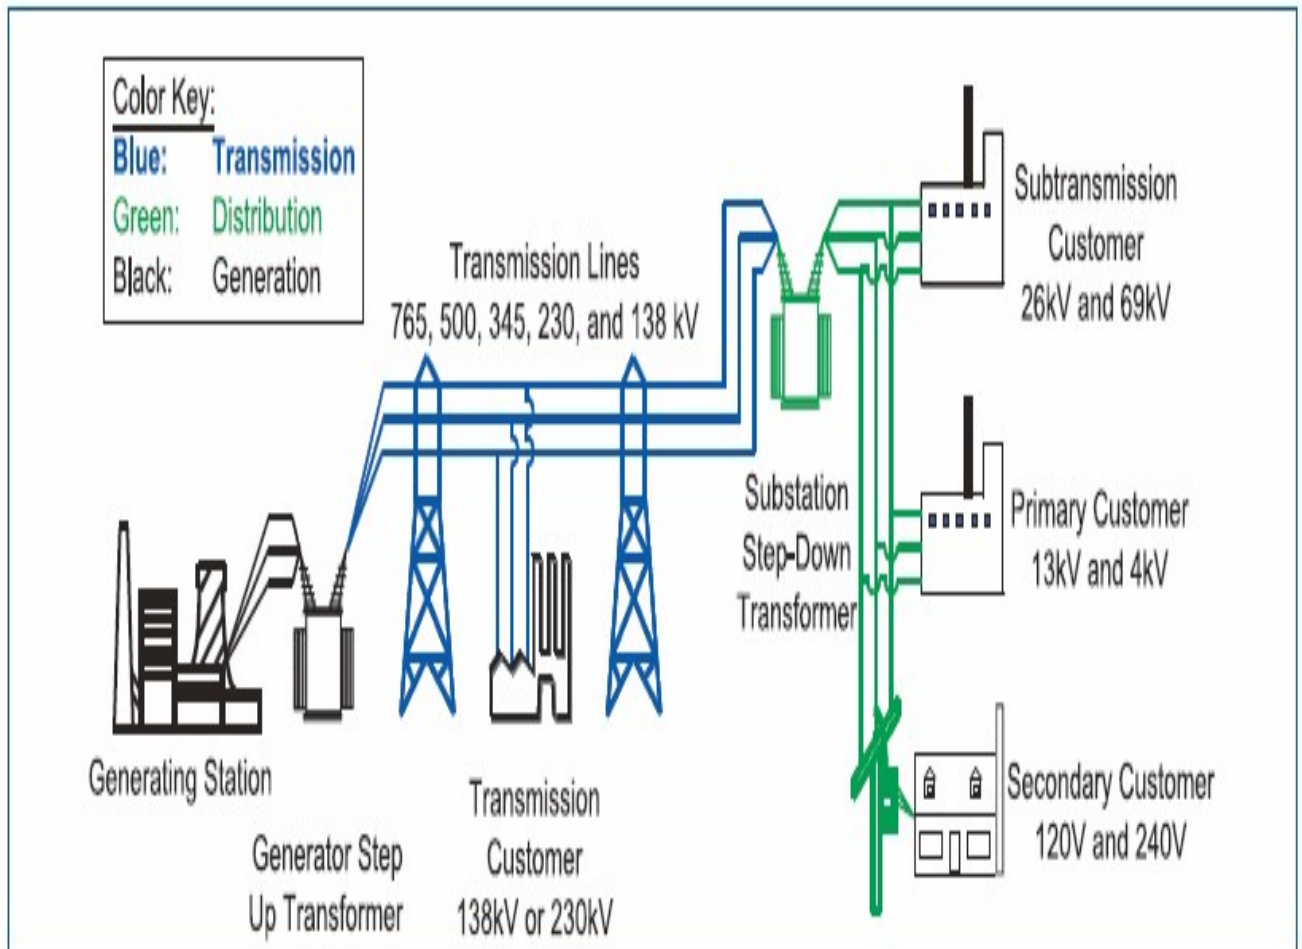 Color Key:
Blue: Transmission
Green: Distribution
Black: Generation
Transmission Lines
765, 500, 345, 230, and 138 kV
Subtransmission
Customer
26kV and 69kV
Substation
Step-Down
Transformer
Primary Customer
13kV and 4kV
Generating Station
Generator Step
Up Transformer
Transmission
Customer
138kV or 230kV
Secondary Customer
120V and 240V